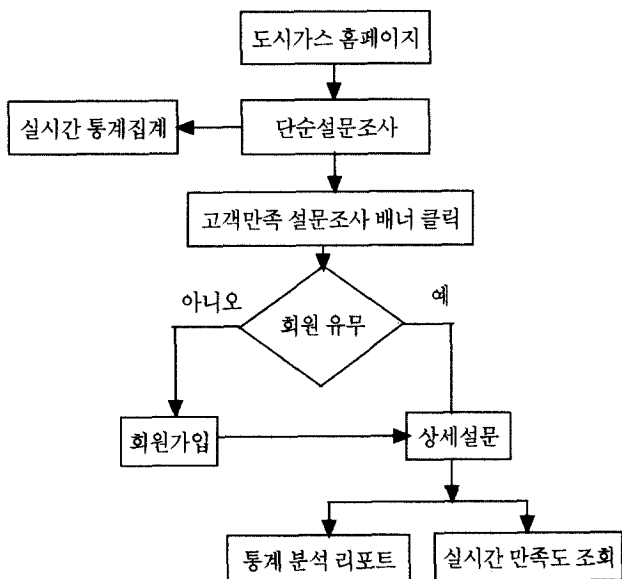 도시가스 홈페이지
실시간 통계집계
단순설문조사
고객만족 설문조사 배너 클릭
아니오
예
회원 유무
회원가입
상세설문
통계 분석 리포트
실시간 만족도 조회